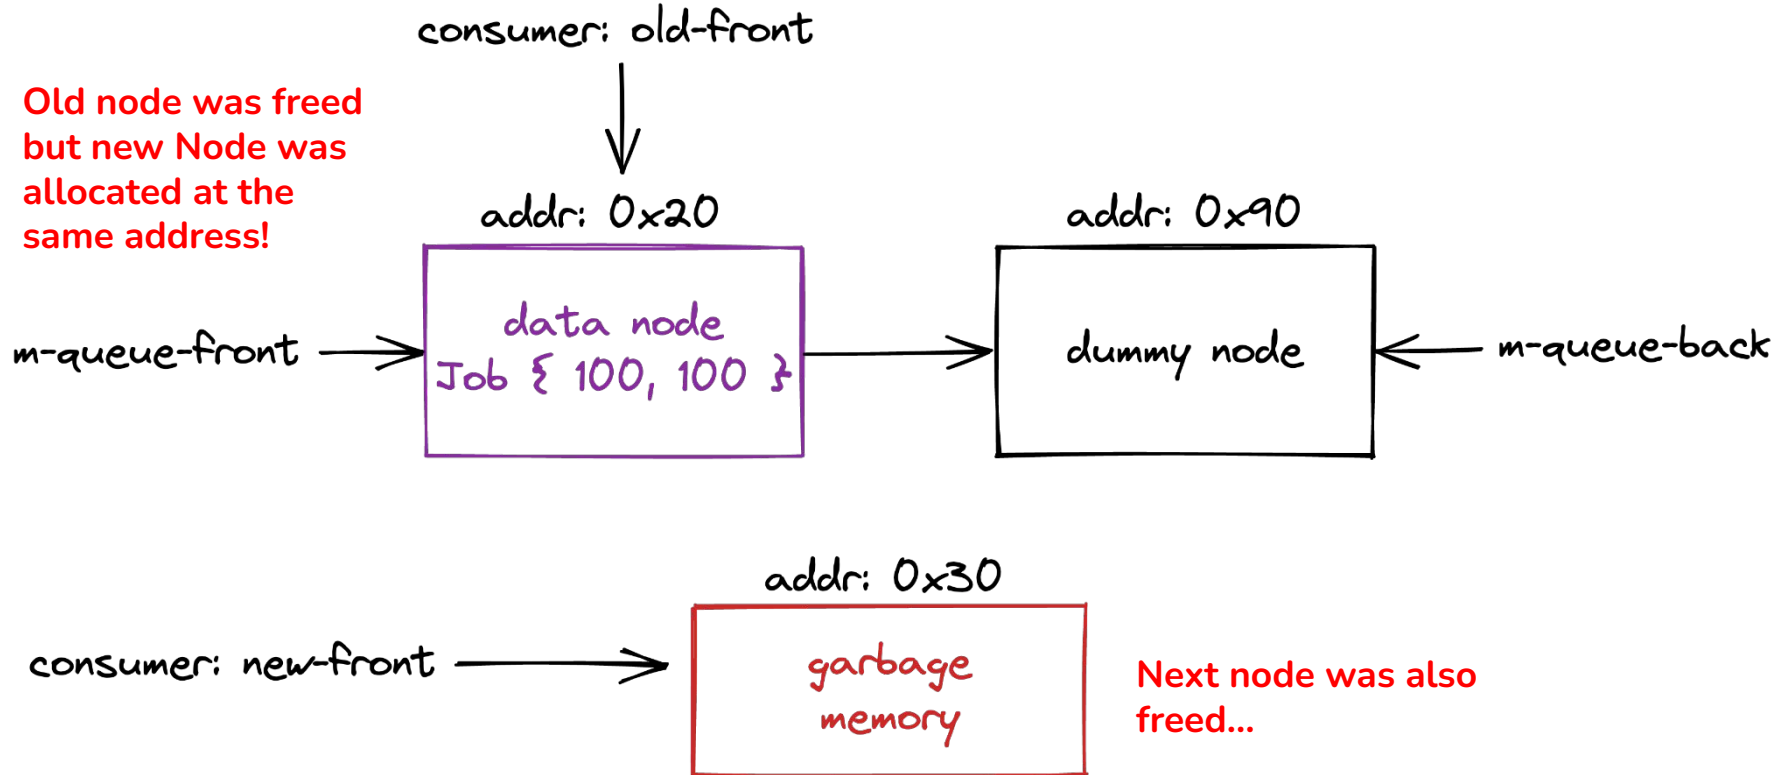 consumer: old-front
Old node was freed
but new Node was
allocated at the
same address!
addr: 0x20
addr: 0x90
m-queue-front
data node
Job { 100, 100 }
dummy node
m-queue-back
addr: 0x30
consumer: new-front
garbage
memory
Next node was also
freed...